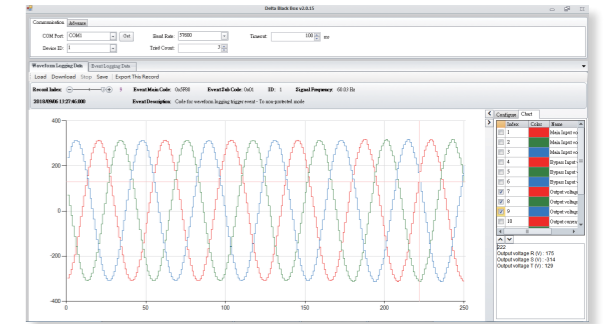 Delta Black Box v2.0.15
Communication Advance
COM Port: COM1 Get Baud Rate: 57600 Timeout: 100 ms
Device ID: 1 Tried Count: 3
Waveform Logging Data Event Logging Data
Load Download Stop Save Export This Record
Record Index: 9 Event Main Code: Event Sub Code: 0x01 ID: 1 Signal Frequency: 60.03 Hz
2018/09/06 13:27:46.000 Event Description: Code for waveform logging trigger event - To non-protected mode
Configure Chart
Index Color Name
1 Main Input vo
2 Main Input vo
3 Main Input vo
4 Bypass Input v
5 Bypass Input v
6 Bypass Input v
7 Output voltage
8 Output voltage
9 Output voltage
10 Output curren
222
Output voltage R (V) : 175
Output voltage S (V) : -314
Output voltage T (V) : 129
400
200
0
-200
-400
0 50 100 150 200 250